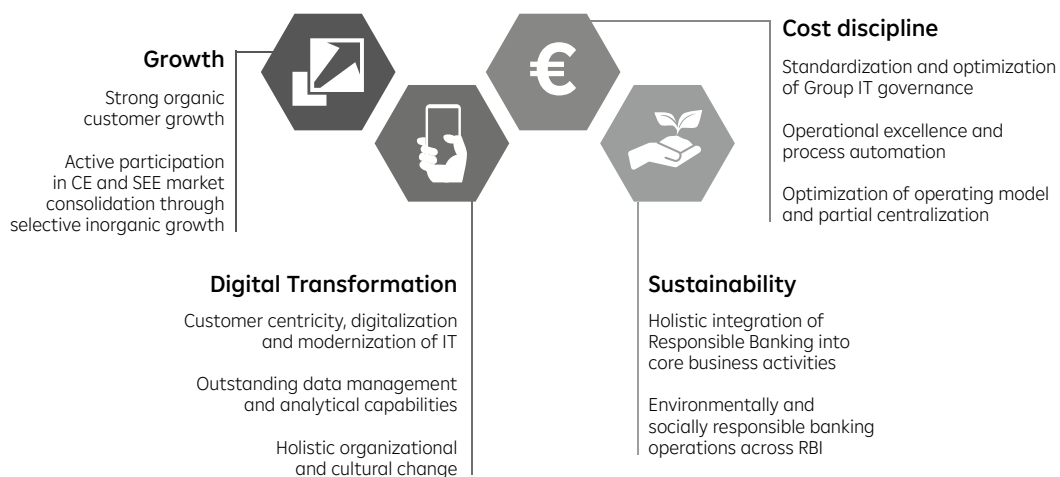 Growth
Strong organic
customer growth
Active participation
in CE and SEE market
consolidation through
selective inorganic growth
Digital Transformation
Customer centricity, digitalization
and modernization of IT
Outstanding data management
and analytical capabilities
Holistic organizational
and cultural change
€
Cost discipline
Standardization and optimization
of Group IT governance
Operational excellence and
process automation
Optimization of operating model
and partial centralization
Sustainability
Holistic integration of
Responsible Banking into
core business activities
Environmentally and
socially responsible banking
operations across RBI